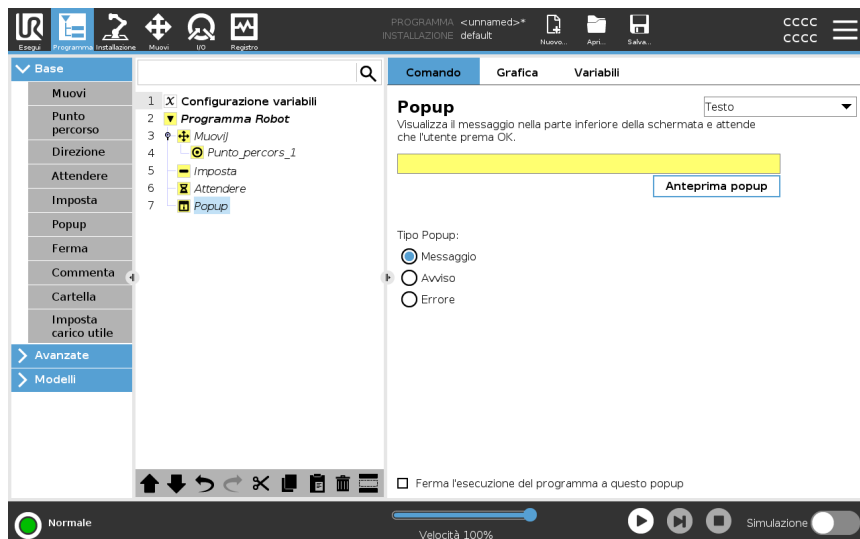 UR
PROGRAMMA <unnamed>*
INSTALLAZIONE default
CCCC
CCCC
Esegui Programma Installazione Muovi I/O Registro Nuovo... Apri... Salva...
Base
Muovi
Punto
percorso
Direzione
Attendere
Imposta
Popup
Ferma
Commenta
Cartella
Imposta
carico utile
Avanzate
Modelli
1 X Configurazione variabili
2 Programma Robot
3 MuoviJ
4 Punto_percors_1
5 Imposta
6 Attendere
7 Popup
Comando Grafica Variabili
Popup
Testo
Visualizza il messaggio nella parte inferiore della schermata e attende
che l'utente prema OK.
Anteprima popup
Tipo Popup:
Messaggio
Avviso
Errore
Ferma l'esecuzione del programma a questo popup
Normale
Velocità 100%
Simulazione